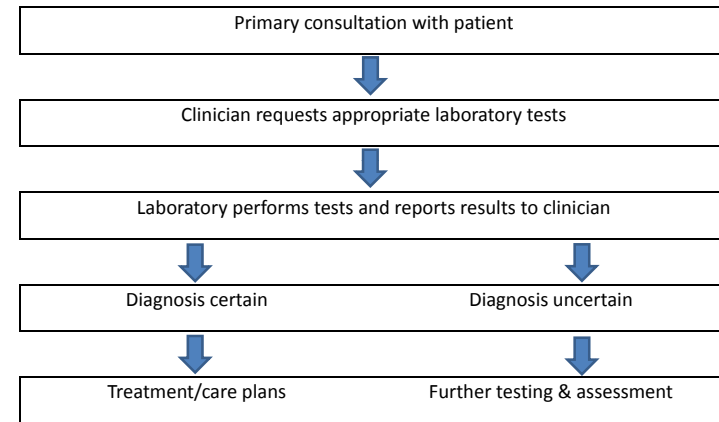 Primary consultation with patient
Clinician requests appropriate laboratory tests
Laboratory performs tests and reports results to clinician
Diagnosis certain Diagnosis uncertain
Treatment/care plans Further testing & assessment